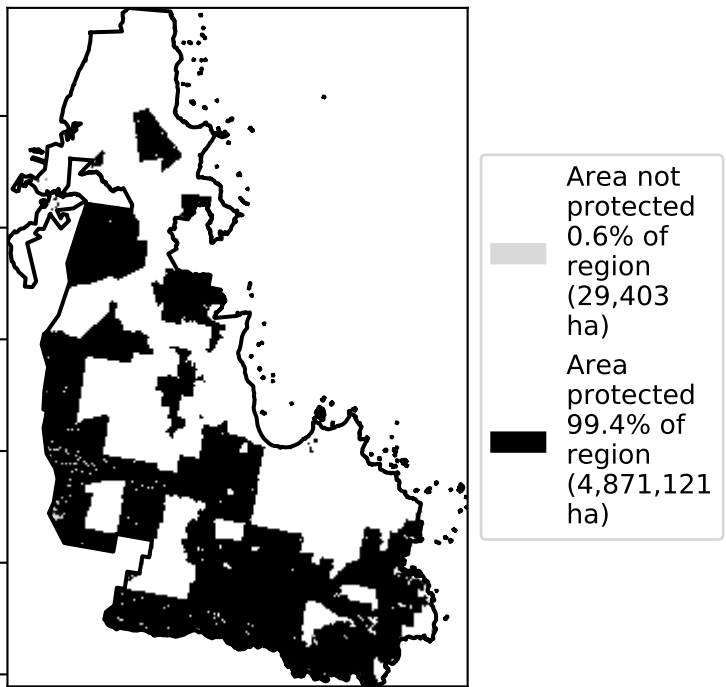 Area not
protected
0.6% of
region
(29,403
ha)
Area
protected
99.4% of
region
(4,871,121
ha)